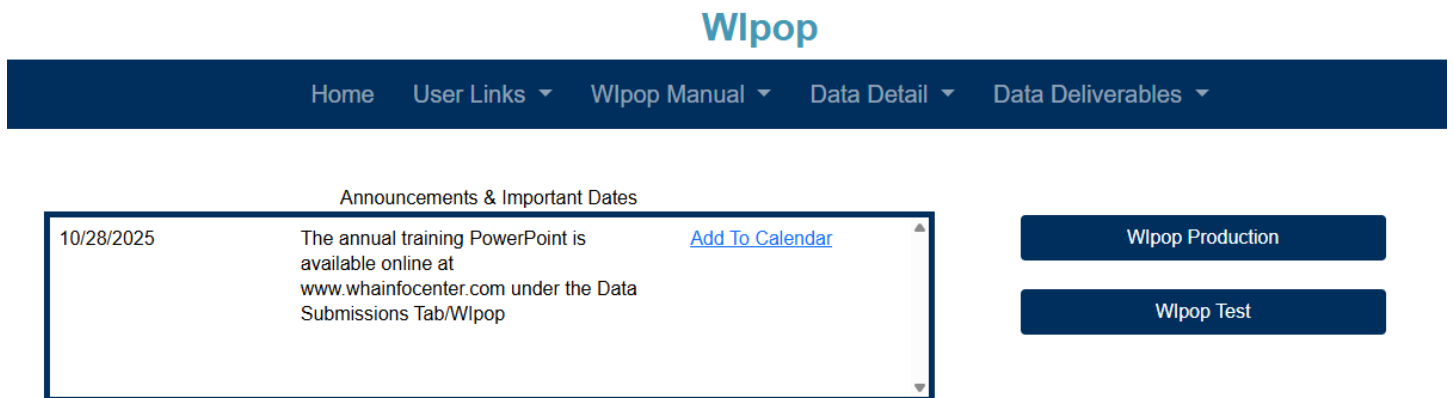 WIpop
Home User Links WIpop Manual Data Detail Data Deliverables
Announcements & Important Dates
10/28/2025 The annual training PowerPoint is Add To Calendar
available online at
www.whainfocenter.com under the Data
Submissions Tab/WIpop
WIpop Production
WIpop Test